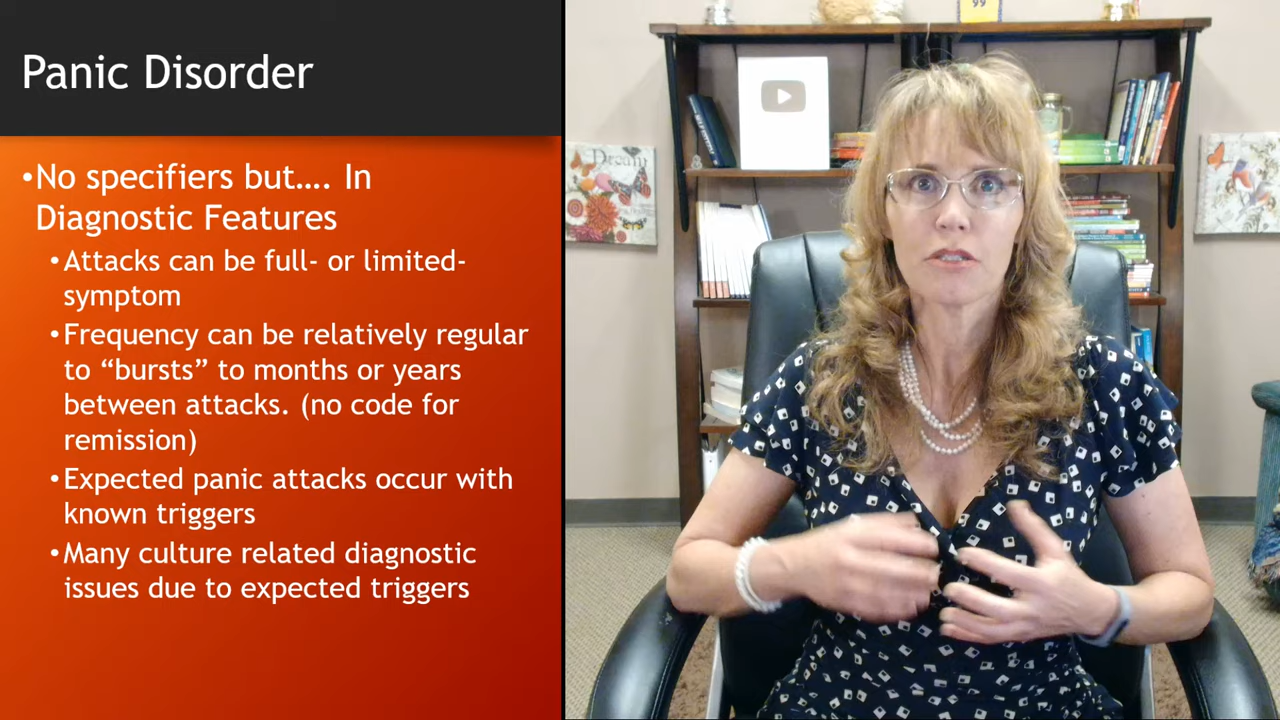 Panic Disorder
•No specifiers but.... In
Diagnostic Features
•Attacks can be full- or limited-
symptom
•Frequency can be relatively regular
to “bursts” to months or years
between attacks. (no code for
remission)
•Expected panic attacks occur with
known triggers
•Many culture related diagnostic
issues due to expected triggers
99
Dream